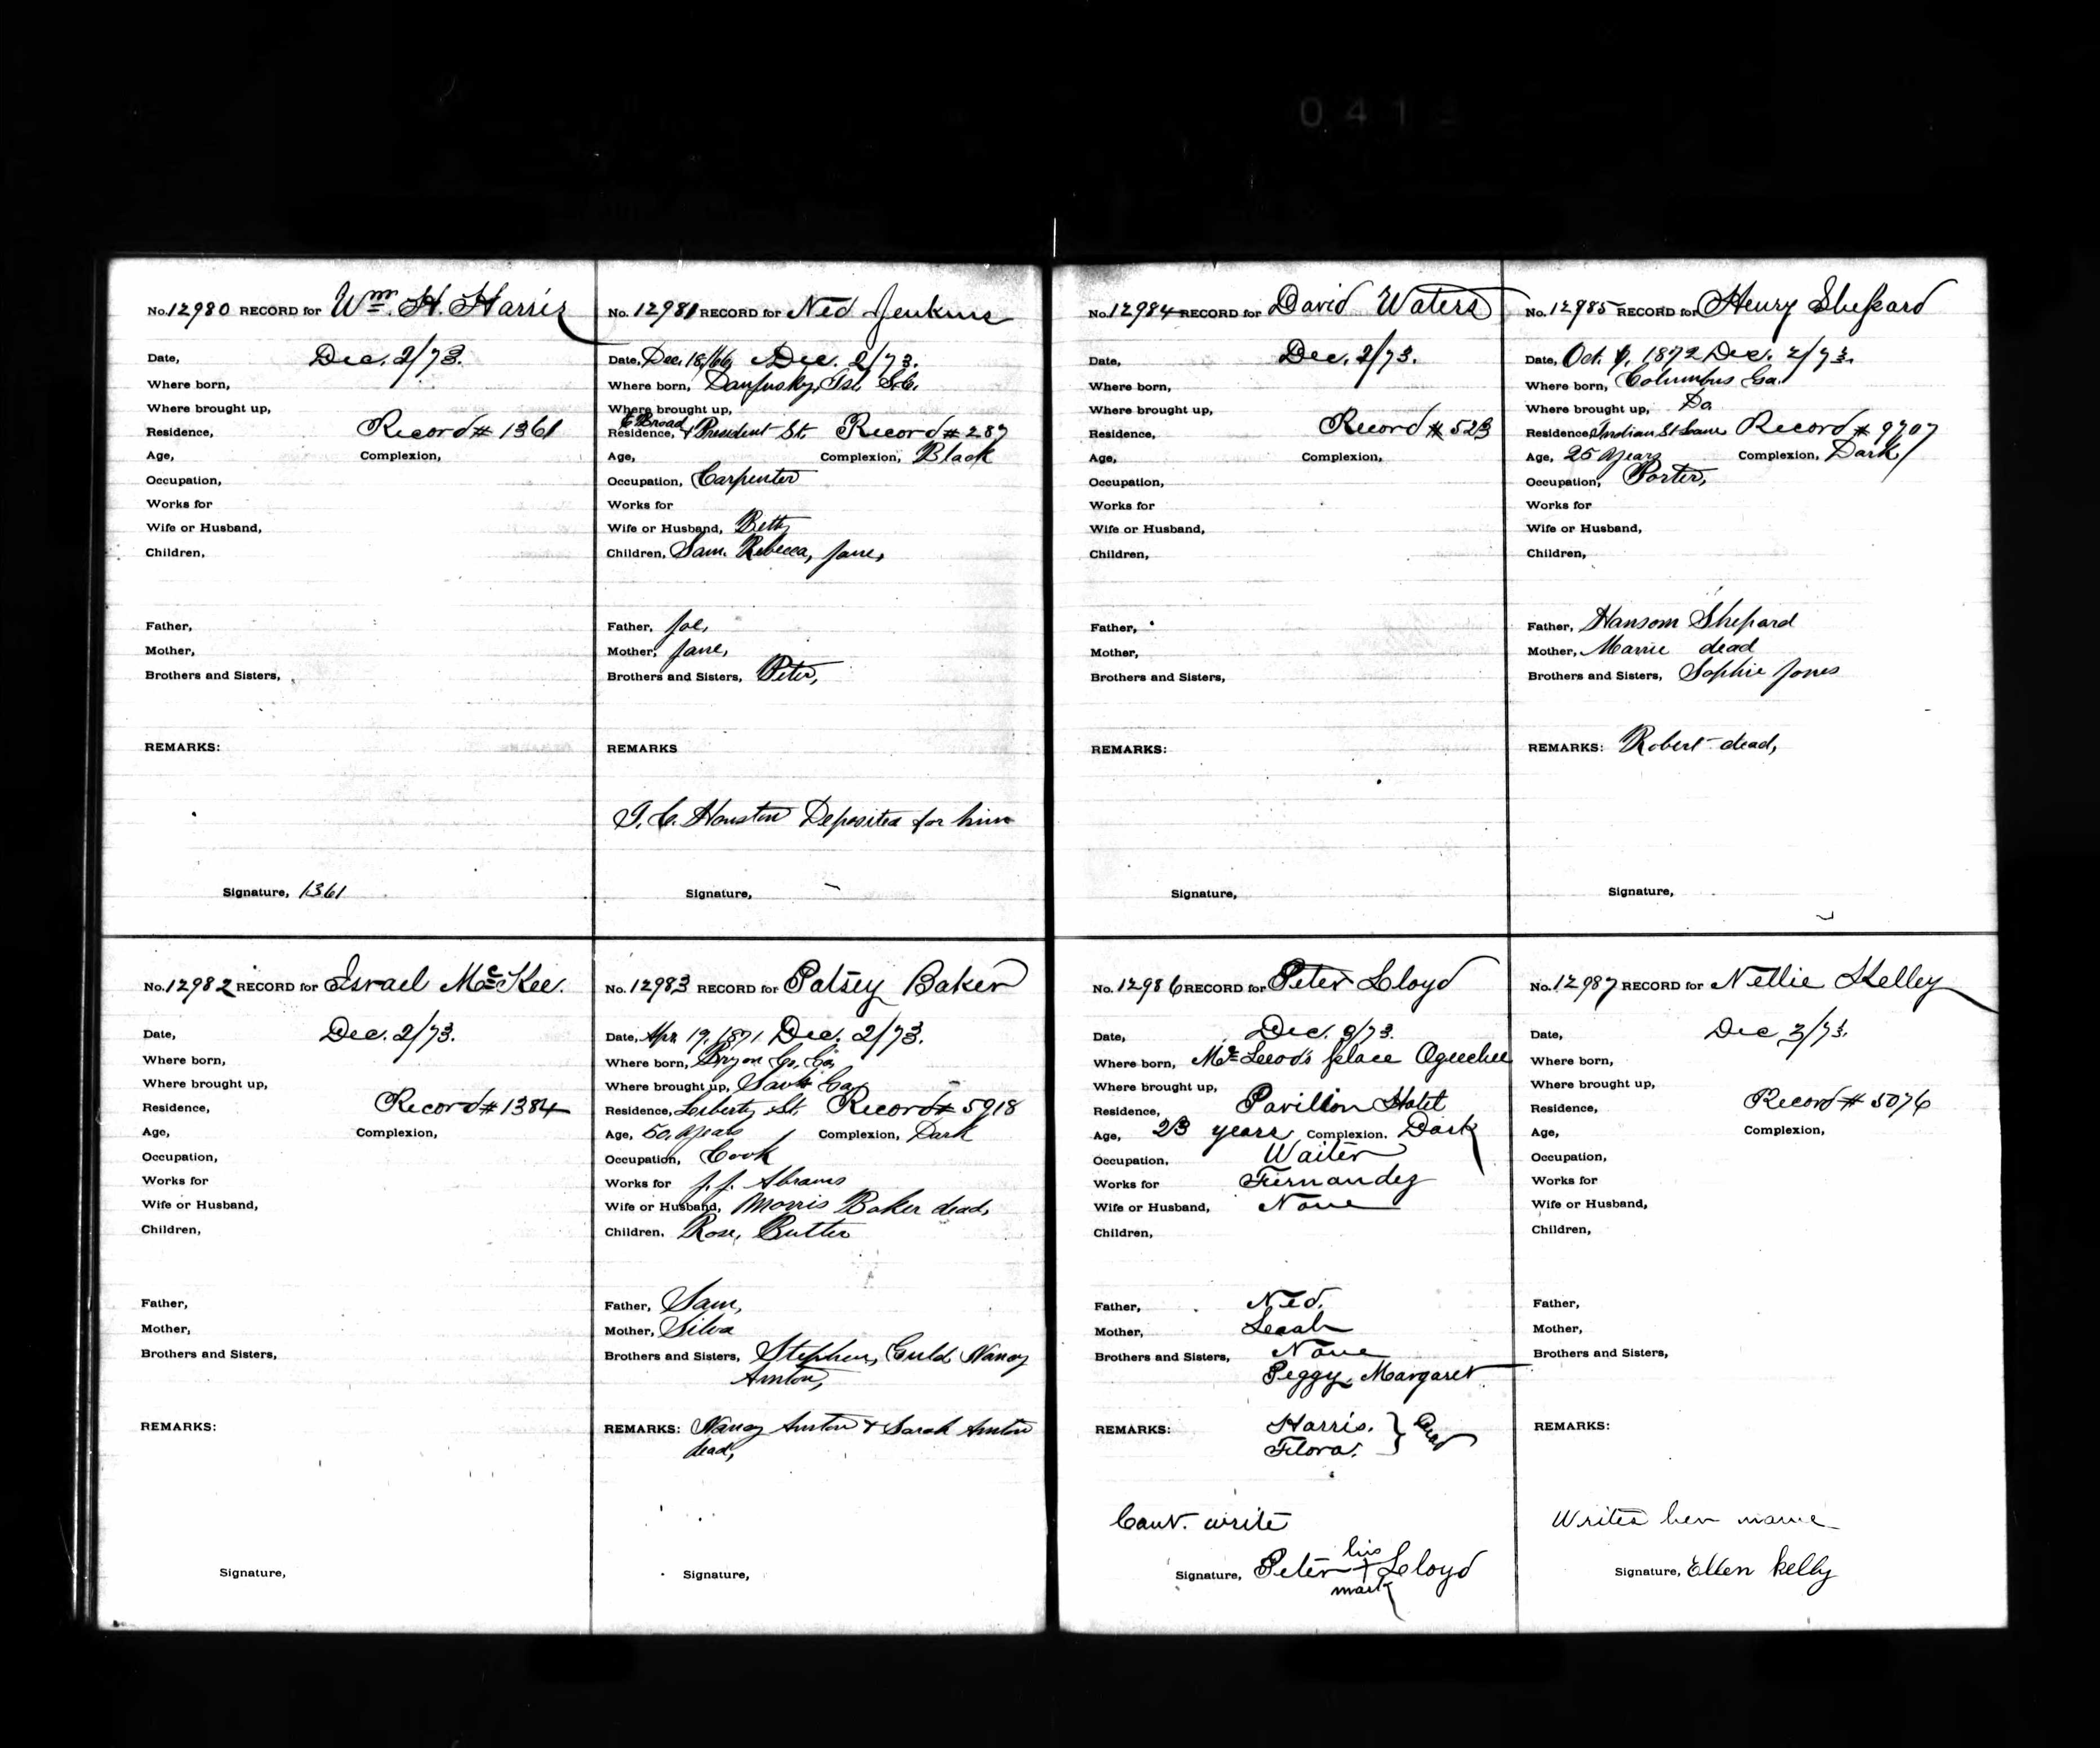 041
No. 12980 RECORD for Wm. H. Harris
Date, Dec. 2/73.
Where born,
Where brought up,
Residence, Record # 1361
Age, Complexion,
Occupation,
Works for
Wife or Husband,
Children,
Father,
Mother,
Brothers and Sisters,
REMARKS:
Signature, 1361
No. 12981 RECORD for Ned Jenkins
Date, Dec. 18/66 Dec. 2/73.
Where born, Daufusky Isl. S.C.
Where brought up,
E Broad
Residence, & President St. Record # 287
Age, Complexion, Black
Occupation, Carpenter
Works for
Wife or Husband, Betty
Children, Sam. Rebecca, Jane,
Father, Joe,
Mother, Jane,
Brothers and Sisters, Peter,
REMARKS
Houston Deposited for him
Signature,
No. 12982 RECORD for Israel McKee.
Date, Dec. 2/73.
Where born,
Where brought up,
Residence, Record # 1384
Age, Complexion,
Occupation,
Works for
Wife or Husband,
Children,
Father,
Mother,
Brothers and Sisters,
REMARKS:
Signature,
No. 12983 RECORD for Patsey Baker
Date, Apr. 19, 1871 Dec. 2/73.
Where born, Bryan Co. Ga.
Where brought up, Savh Ga
Residence, Liberty St. Record # 5918
Age, 50 years Complexion, Dark
Occupation, Cook
Works for J. J. Abrams
Wife or Husband, Morris Baker dead,
Children. Rose, Butler
Father, Sam,
Mother, Silva
Brothers and Sisters, Stephen, Nancy
REMARKS: Nancy & Sarah
dead,
Signature,
No. 12984 RECORD for David Waters
Date, Dec. 2/73.
Where born,
Where brought up,
Residence, Record # 523
Age, Complexion,
Occupation,
Works for
Wife or Husband,
Children,
Father,
Mother,
Brothers and Sisters,
REMARKS:
Signature,
No. 12985 RECORD for Henry Shepard
Date, Oct. 1872 Dec. 2/73.
Where born, Columbus Ga.
Where brought up, Do
Residence, Indian St Lane Record # 9707
Age, 25 years Complexion, Dark
Occupation, Porter,
Works for
Wife or Husband,
Children,
Father, Hansom Shepard
Mother, dead
Brothers and Sisters, Sophie Jones
REMARKS: Robert dead,
Signature,
No. 12986 RECORD for Peter Lloyd
Date, Dec. 3/73.
Where born, McLeod's place Ogeechee
Where brought up,
Residence, Pavillion Hotel
Age, 23 years Complexion. Dark
Occupation, Waiter
Works for Fernandez
Wife or Husband, None
Children,
Father, Ned.
Mother, Leah
Brothers and Sisters, None
Peggy, Margaret
REMARKS: Harris. } Dead
Flora.
Cant. write
his
Signature, Peter + Lloyd
mark
No. 12987 RECORD for Nellie Kelley
Date, Dec 3/73.
Where born,
Where brought up,
Residence, Record # 5076
Age, Complexion,
Occupation,
Works for
Wife or Husband,
Children,
Father,
Mother,
Brothers and Sisters,
REMARKS:
Writes her name
Signature, Ellen Kelly